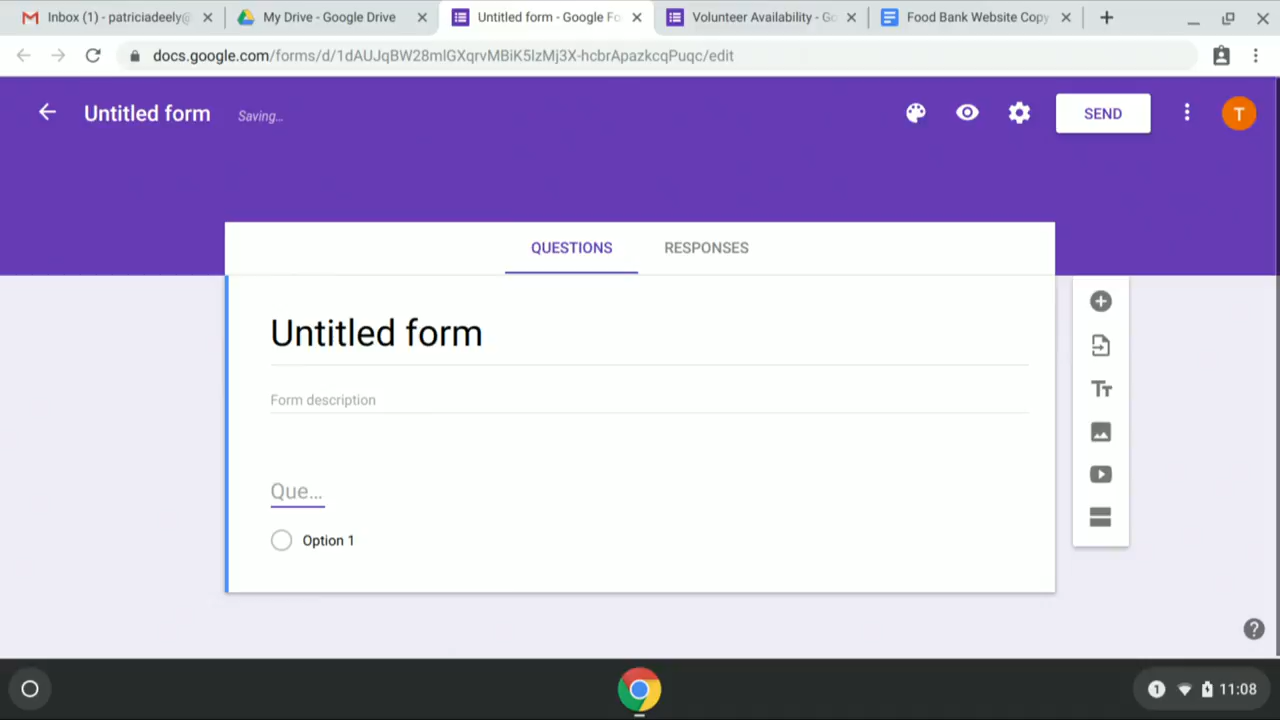 Inbox (1) - patriciadeely@
My Drive - Google Drive
Untitled form - Google Fo
Volunteer Availability - Go
Food Bank Website Copy
docs.google.com/forms/d/1dAUJqBW28mlGXqrvMBiK5lzMj3X-hcbrApazkcqPuqc/edit
Untitled form
Saving...
SEND
T
QUESTIONS
RESPONSES
Untitled form
Form description
Que...
Option 1
1
11:08